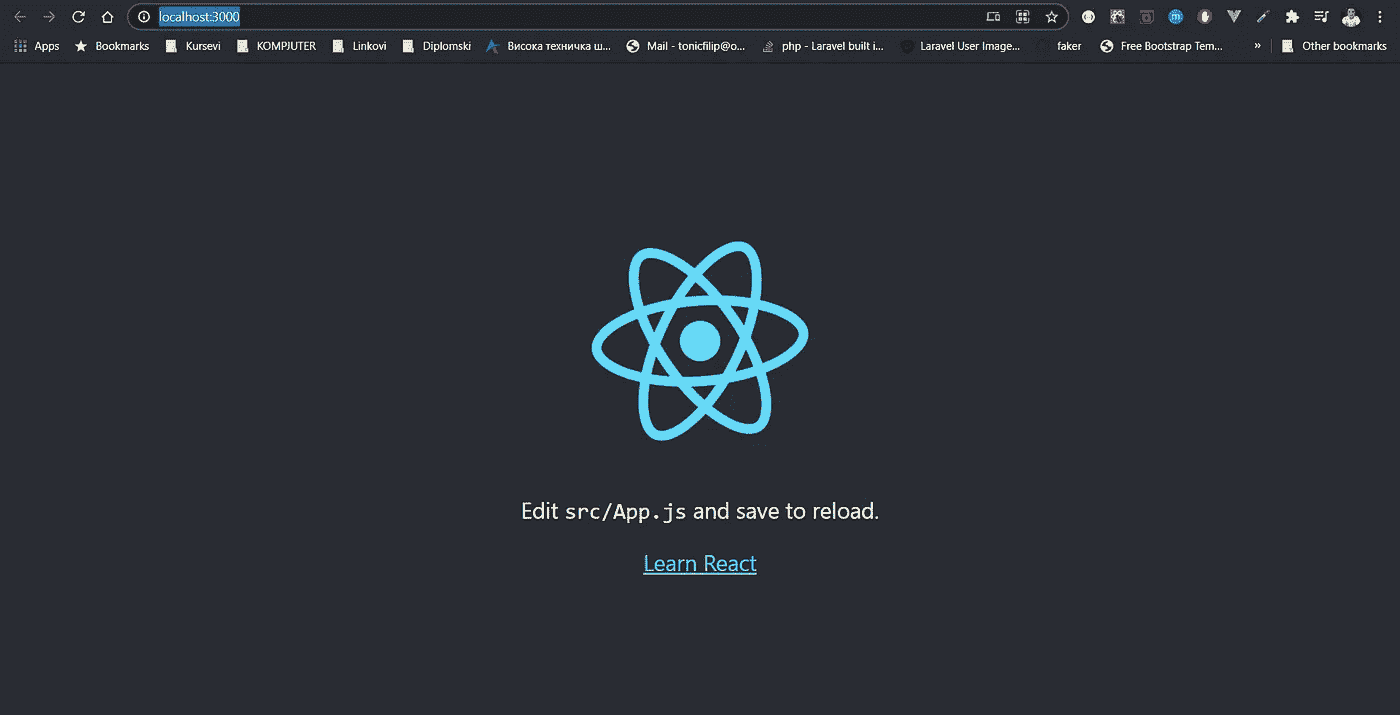 localhost:3000
Apps Bookmarks Kursevi KOMPJUTER Linkovi Diplomski Висока техничка ш... Mail - tonicfilip@o... php - Laravel built i... Laravel User Image... faker Free Bootstrap Tem... » Other bookmarks
Edit src/App.js and save to reload.
Learn React